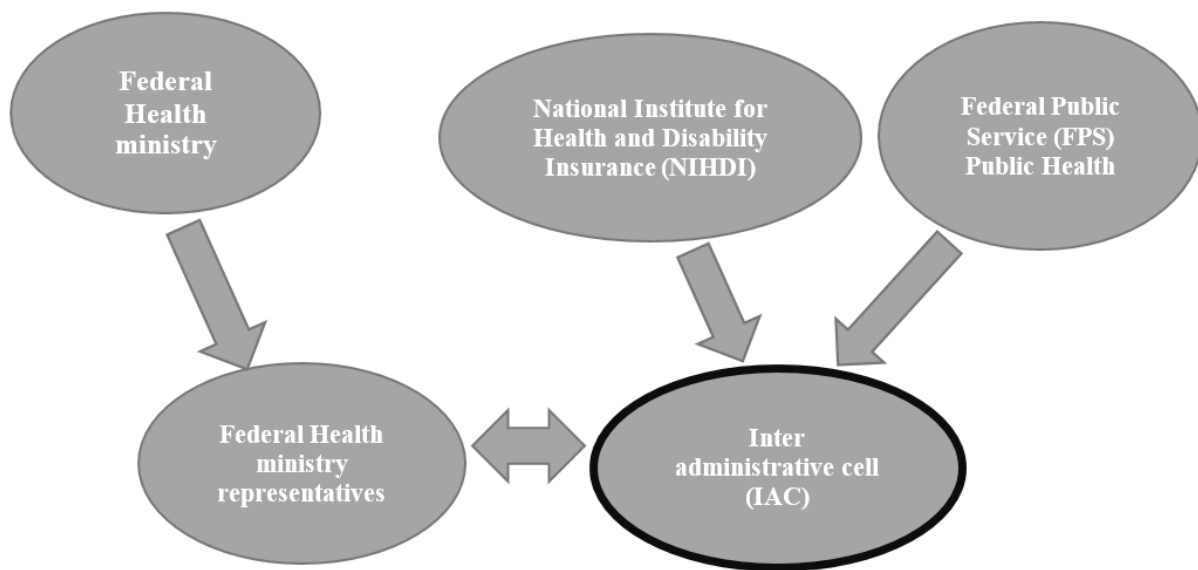 Federal
Health
ministry
National Institute for
Health and Disability
Insurance (NIHDI)
Federal Public
Service (FPS)
Public Health
Federal Health
ministry
representatives
Inter
administrative cell
(IAC)